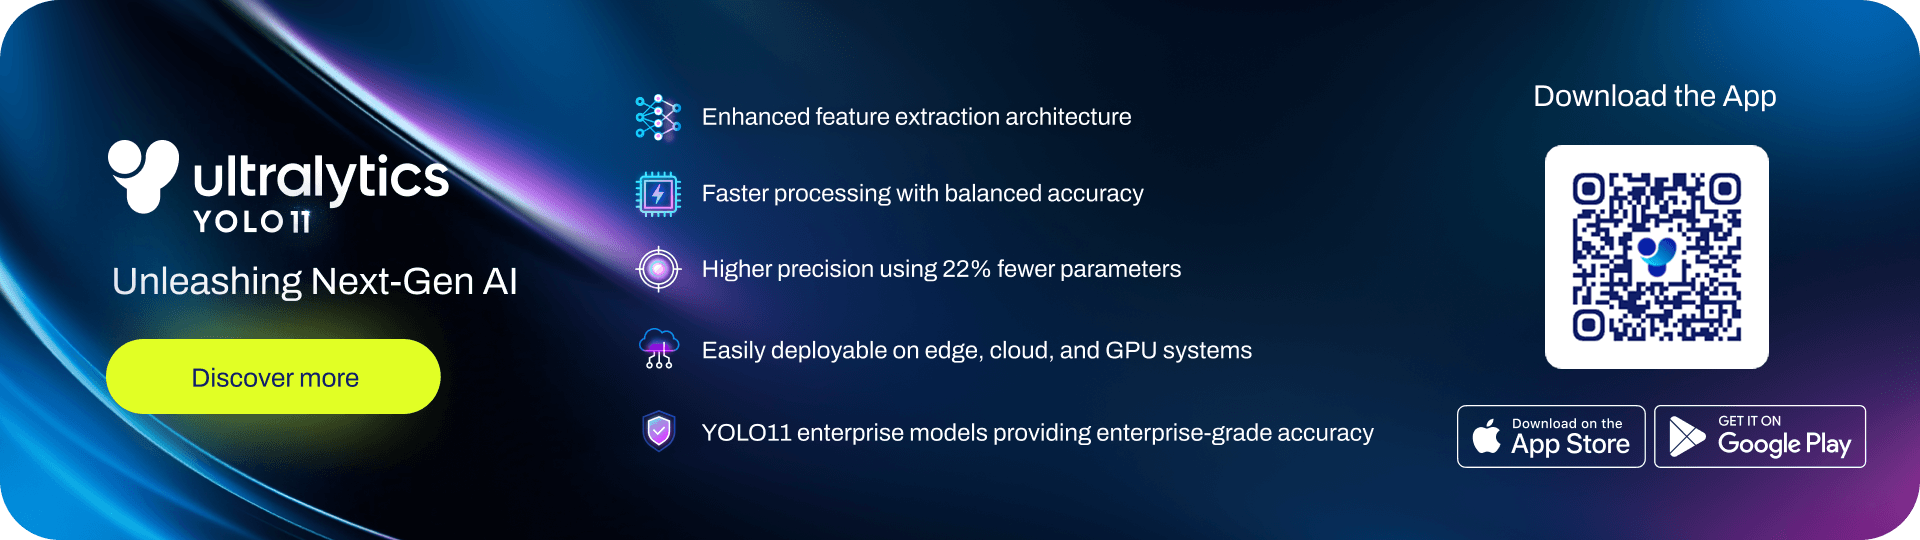 ultralytics
YOLO11
Unleashing Next-Gen AI
Discover more
Enhanced feature extraction architecture
Faster processing with balanced accuracy
Higher precision using 22% fewer parameters
Easily deployable on edge, cloud, and GPU systems
YOLO11 enterprise models providing enterprise-grade accuracy
Download the App
Download on the
App Store
GET IT ON
Google Play